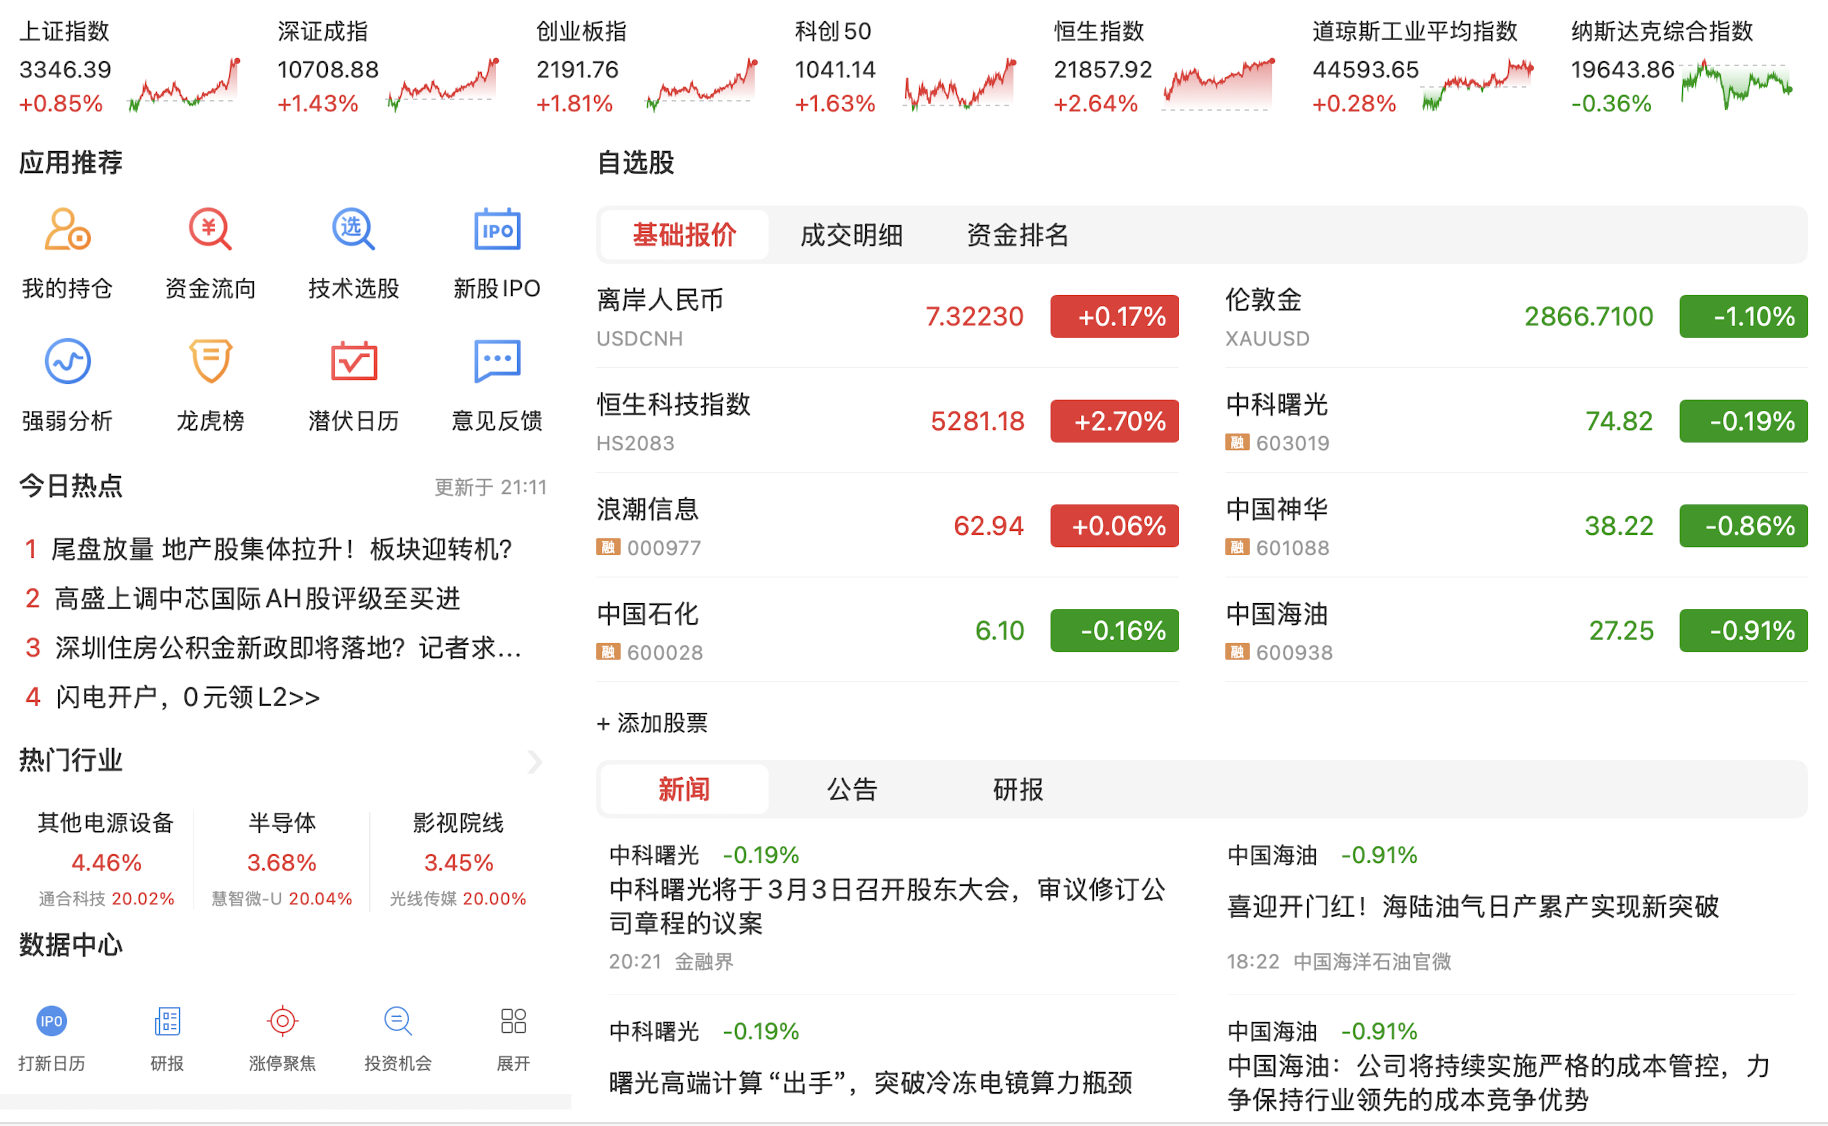 上证指数
3346.39
+0.85%
深证成指
10708.88
+1.43%
创业板指
2191.76
+1.81%
科创50
1041.14
+1.63%
恒生指数
21857.92
+2.64%
道琼斯工业平均指数
44593.65
+0.28%
纳斯达克综合指数
19643.86
-0.36%
应用推荐
¥
选
IPO
我的持仓 资金流向 技术选股 新股IPO
强弱分析 龙虎榜 潜伏日历 意见反馈
今日热点 更新于 21:11
1 尾盘放量 地产股集体拉升！板块迎转机？
2 高盛上调中芯国际AH股评级至买进
3 深圳住房公积金新政即将落地？记者求...
4 闪电开户，0元领L2>>
热门行业
其他电源设备
4.46%
通合科技 20.02%
半导体
3.68%
慧智微-U 20.04%
影视院线
3.45%
光线传媒 20.00%
数据中心
IPO
打新日历 研报 涨停聚焦 投资机会 展开
自选股
基础报价 成交明细 资金排名
离岸人民币
USDCNH
7.32230 +0.17%
伦敦金
XAUUSD
2866.7100 -1.10%
恒生科技指数
HS2083
5281.18 +2.70%
中科曙光
融 603019
74.82 -0.19%
浪潮信息
融 000977
62.94 +0.06%
中国神华
融 601088
38.22 -0.86%
中国石化
融 600028
6.10 -0.16%
中国海油
融 600938
27.25 -0.91%
+ 添加股票
新闻 公告 研报
中科曙光 -0.19%
中科曙光将于3月3日召开股东大会，审议修订公
司章程的议案
20:21 金融界
中国海油 -0.91%
喜迎开门红！海陆油气日产累产实现新突破
18:22 中国海洋石油官微
中科曙光 -0.19%
曙光高端计算“出手”，突破冷冻电镜算力瓶颈
中国海油 -0.91%
中国海油：公司将持续实施严格的成本管控，力
争保持行业领先的成本竞争优势